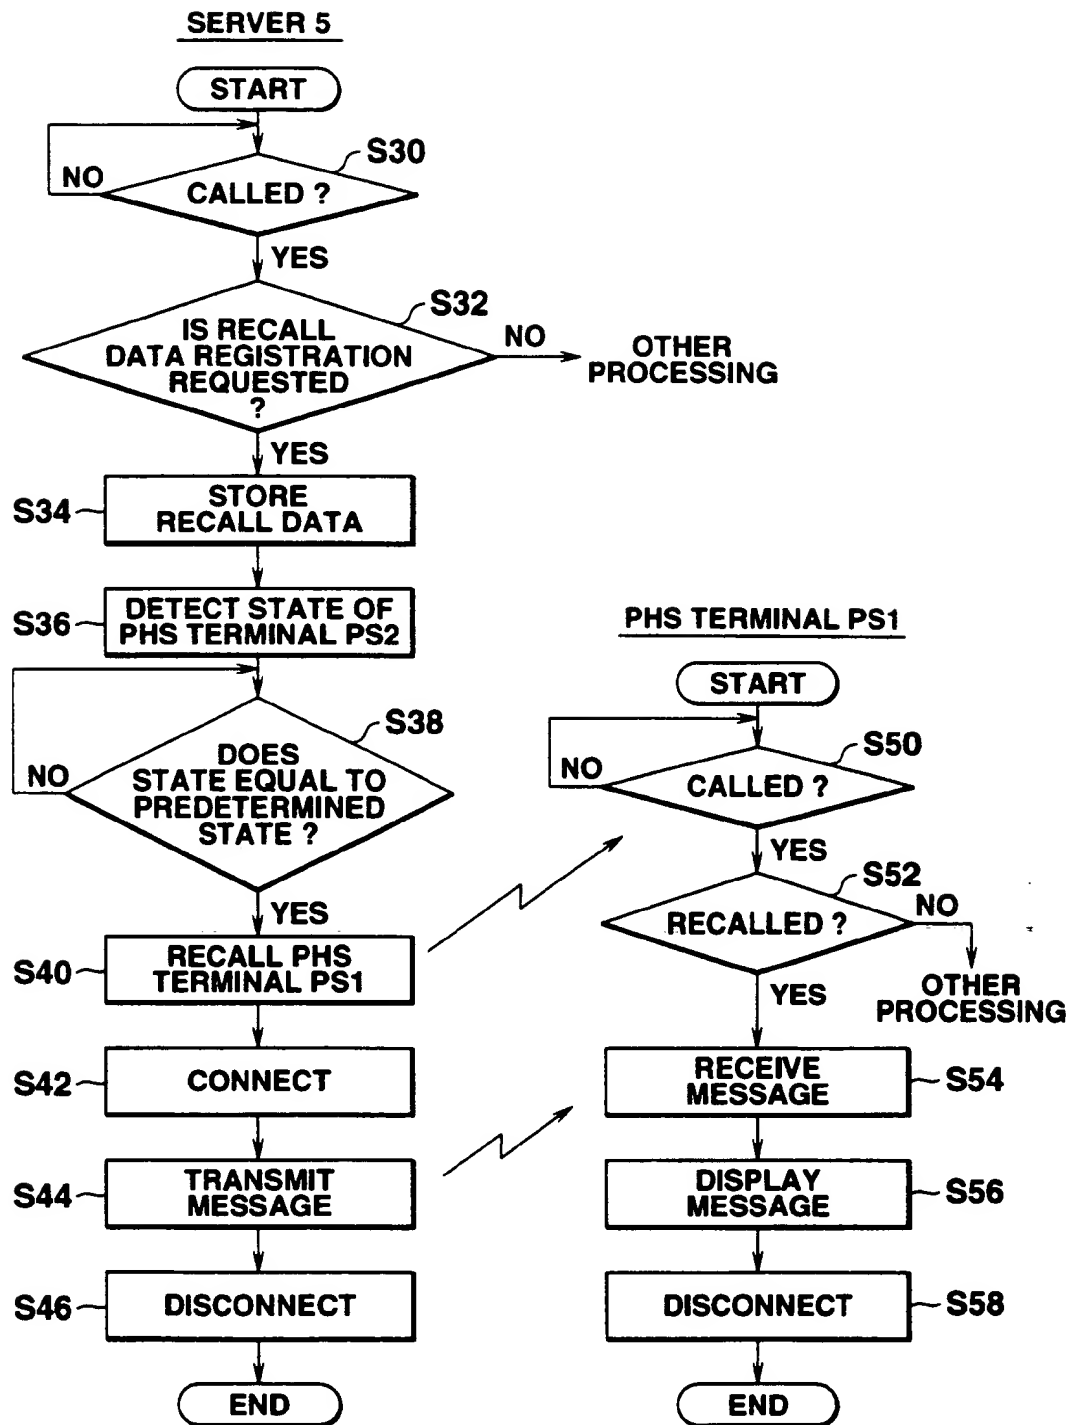 SERVER 5
START
S30
NO
CALLED ?
YES
S32
IS RECALL
DATA REGISTRATION
REQUESTED
?
NO
OTHER
PROCESSING
YES
S34
STORE
RECALL DATA
S36
DETECT STATE OF
PHS TERMINAL PS2
S38
NO
DOES
STATE EQUAL TO
PREDETERMINED
STATE ?
YES
S40
RECALL PHS
TERMINAL PS1
S42
CONNECT
S44
TRANSMIT
MESSAGE
S46
DISCONNECT
END
PHS TERMINAL PS1
START
S50
NO
CALLED ?
YES
S52
RECALLED ?
NO
OTHER
PROCESSING
YES
RECEIVE
MESSAGE
S54
DISPLAY
MESSAGE
S56
DISCONNECT
S58
END